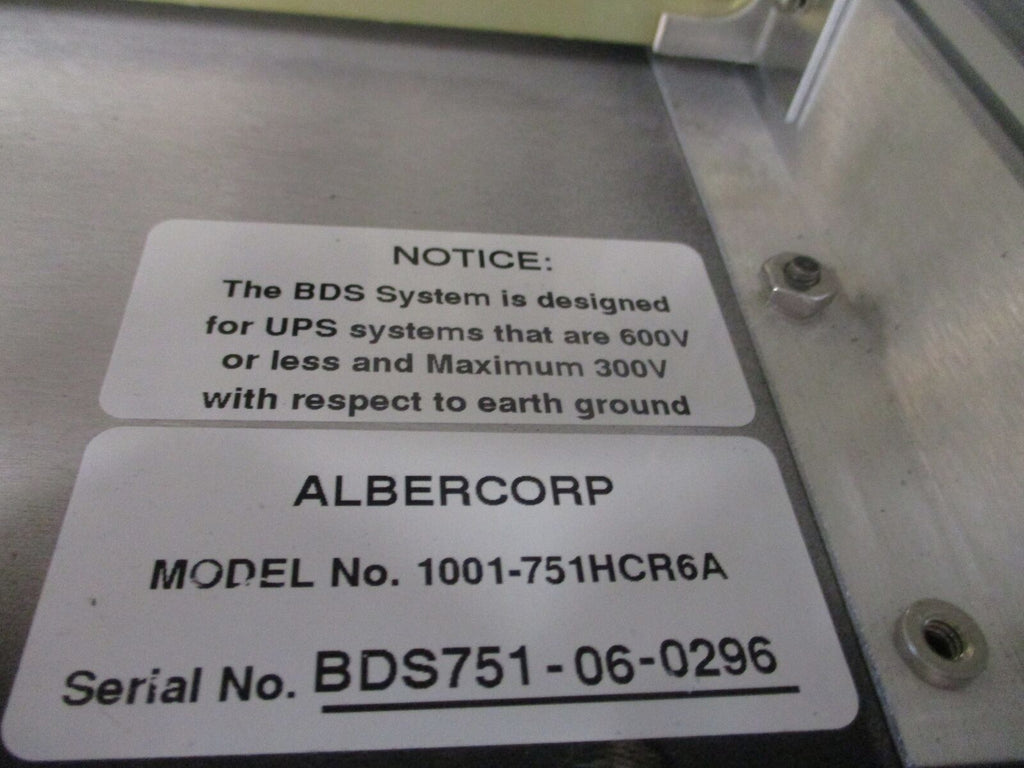 NOTICE:
The BDS System is designed
for UPS systems that are 600V
or less and Maximum 300V
with respect to earth ground
ALBERCORP
MODEL No. 1001-751HCR6A
Serial No. BDS751-06-0296